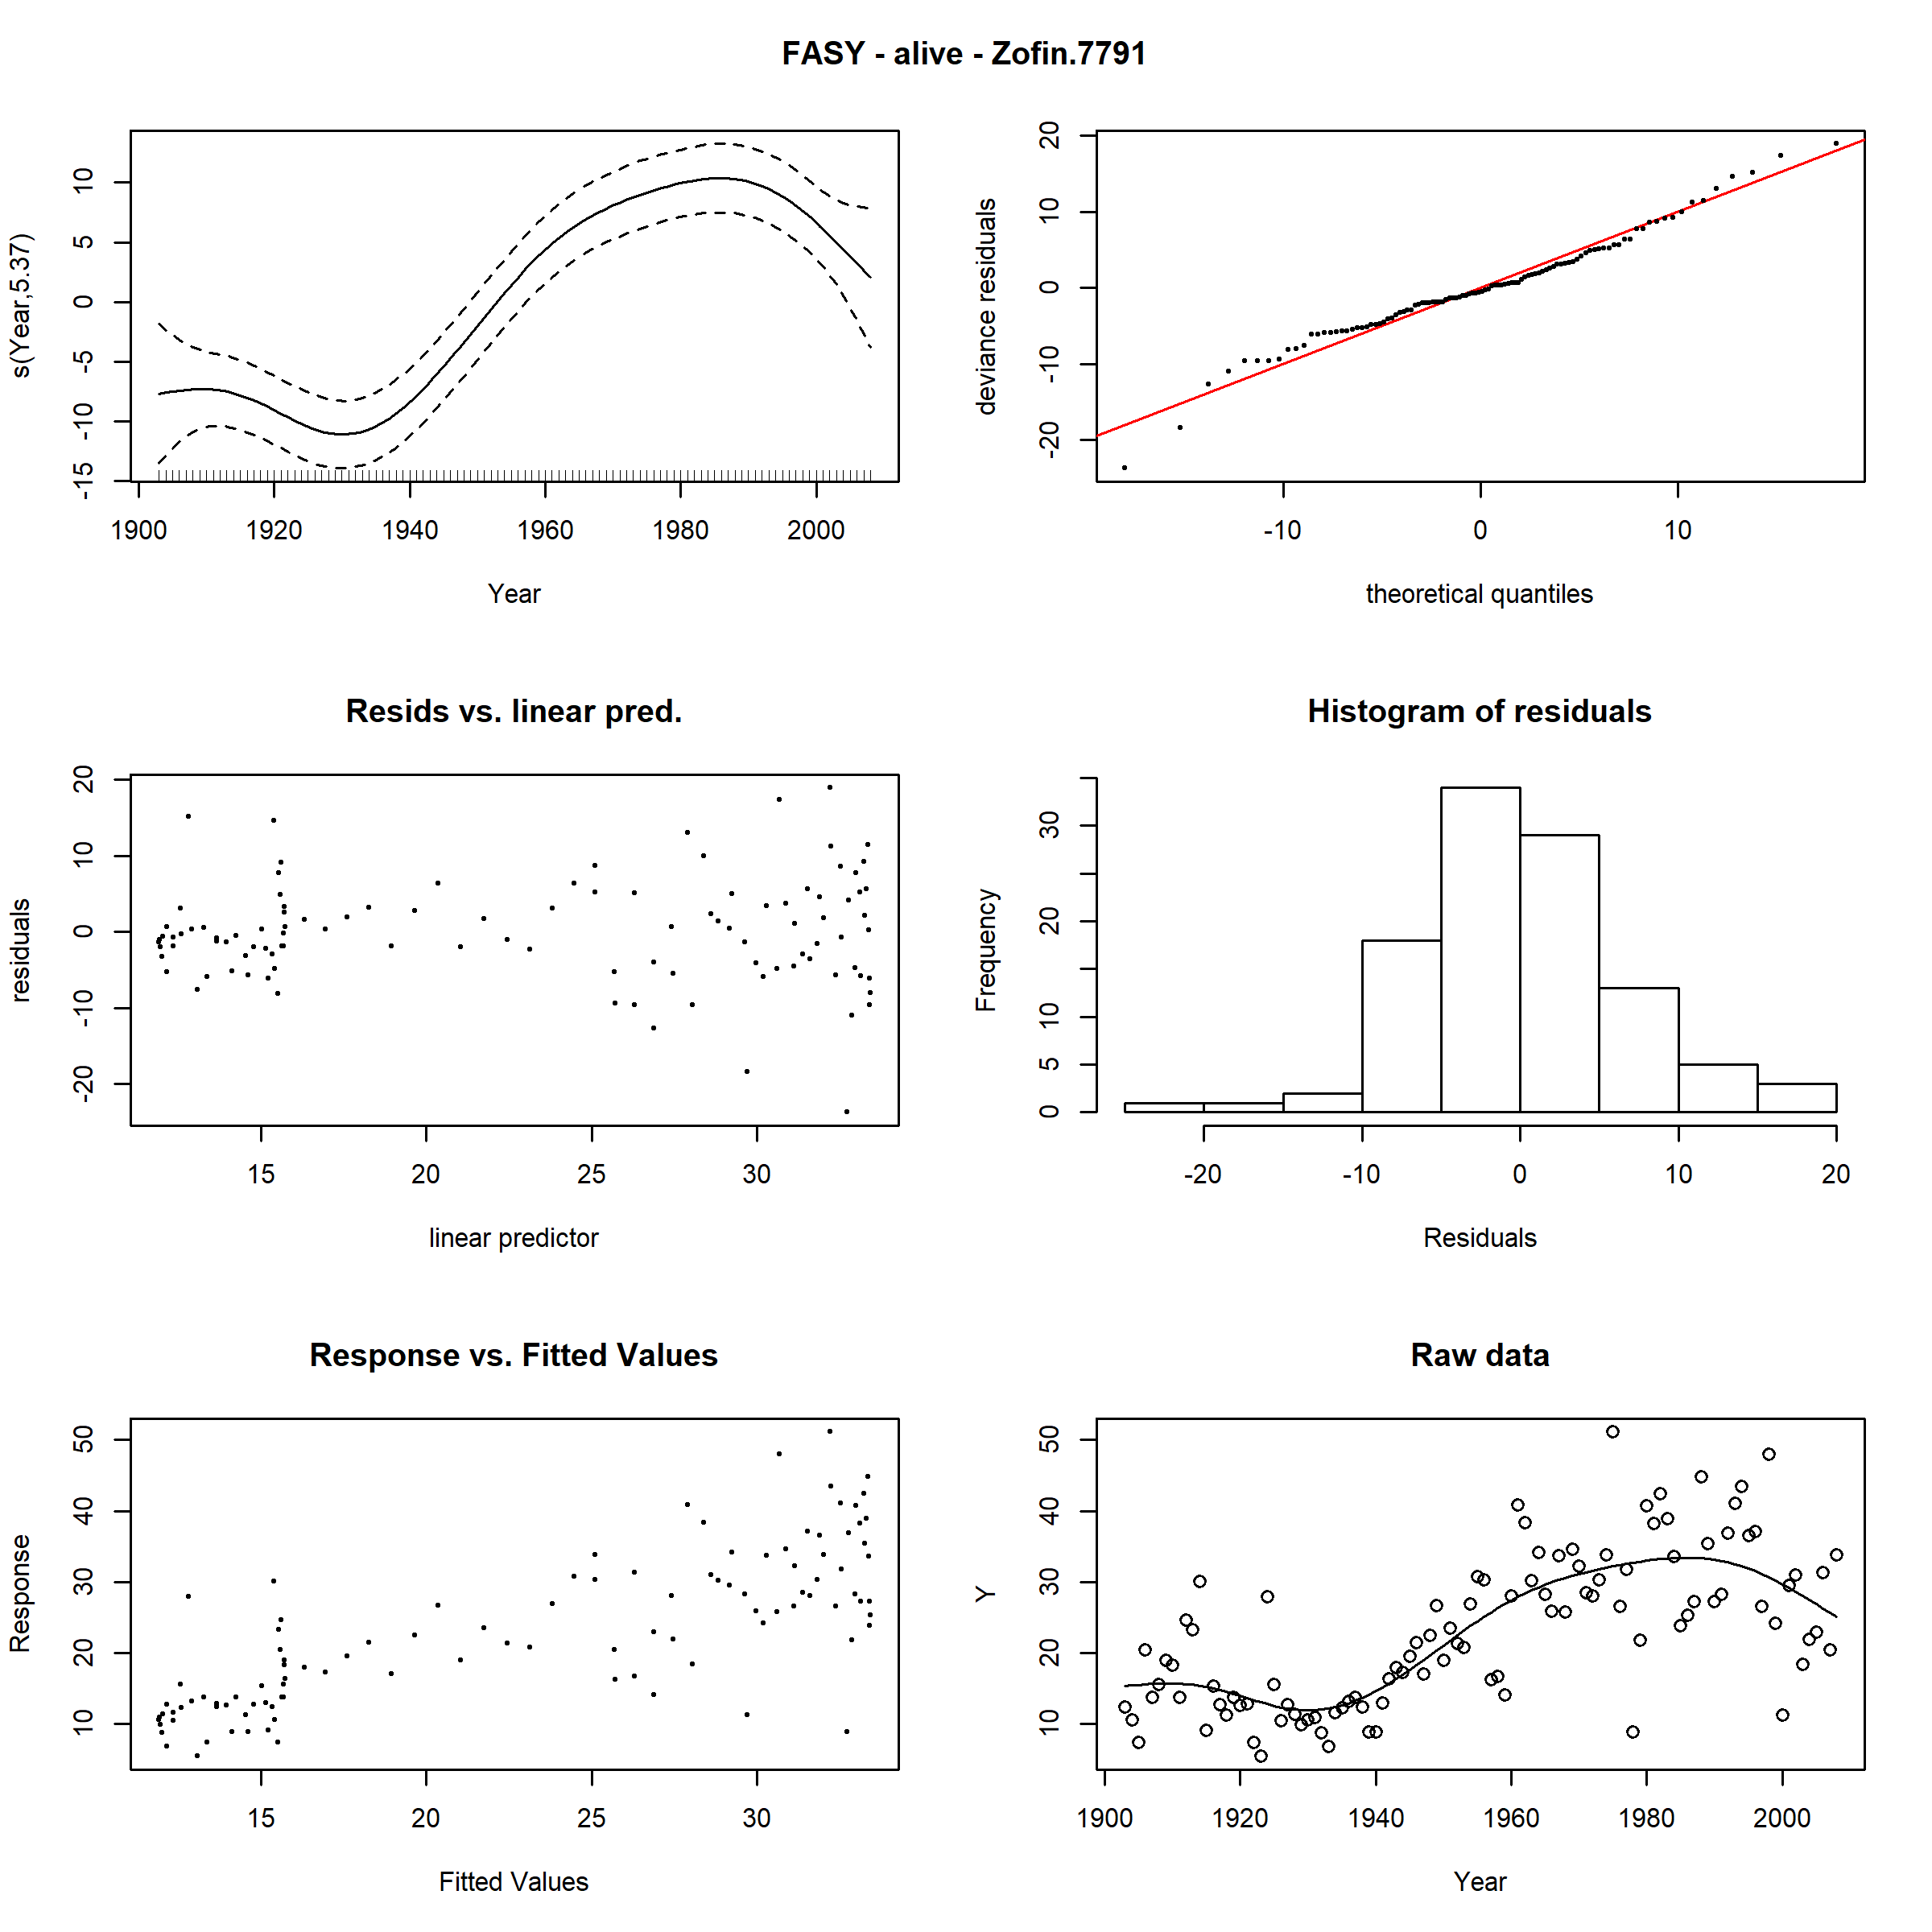 FASY - alive - Zofin.7791
s(Year,5.37)
-15 -10 -5 0 5 10
1900 1920 1940 1960 1980 2000
Year
deviance residuals
-20 -10 0 10 20
-10 0 10
theoretical quantiles
Resids vs. linear pred.
residuals
-20 -10 0 10 20
15 20 25 30
linear predictor
Histogram of residuals
Frequency
0 5 10 20 30
-20 -10 0 10 20
Residuals
Response vs. Fitted Values
Response
10 20 30 40 50
15 20 25 30
Fitted Values
Raw data
Y
10 20 30 40 50
1900 1920 1940 1960 1980 2000
Year